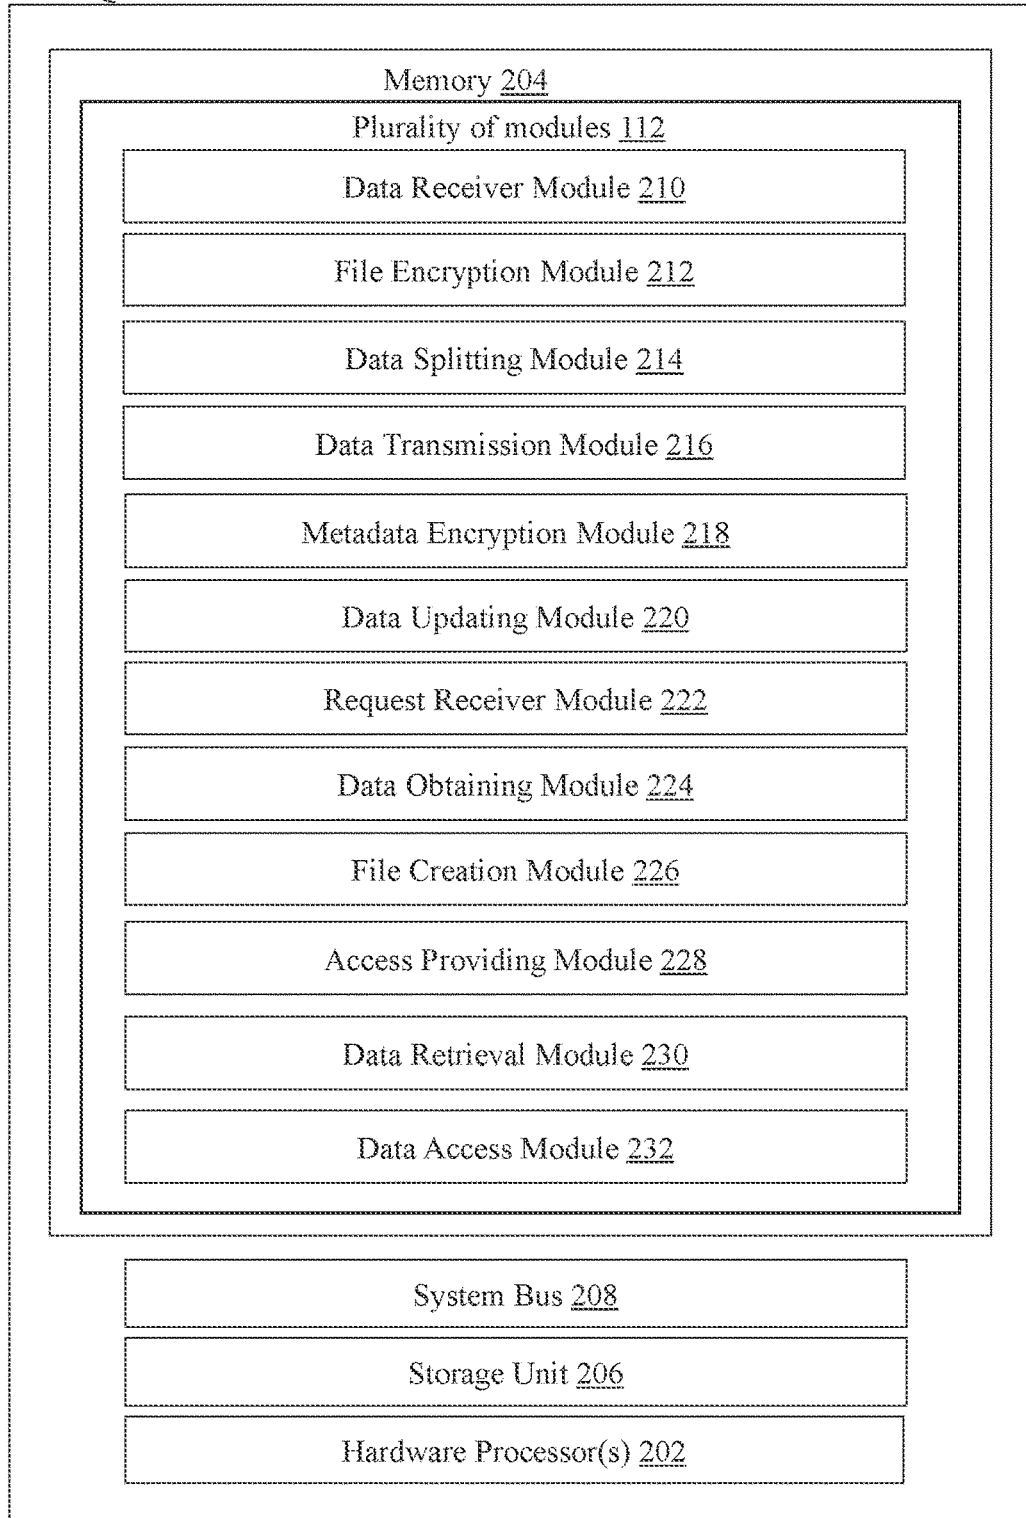 Memory 204
Plurality of modules 112
Data Receiver Module 210
File Encryption Module 212
Data Splitting Module 214
Data Transmission Module 216
Metadata Encryption Module 218
Data Updating Module 220
Request Receiver Module 222
Data Obtaining Module 224
File Creation Module 226
Access Providing Module 228
Data Retrieval Module 230
Data Access Module 232
System Bus 208
Storage Unit 206
Hardware Processor(s) 202